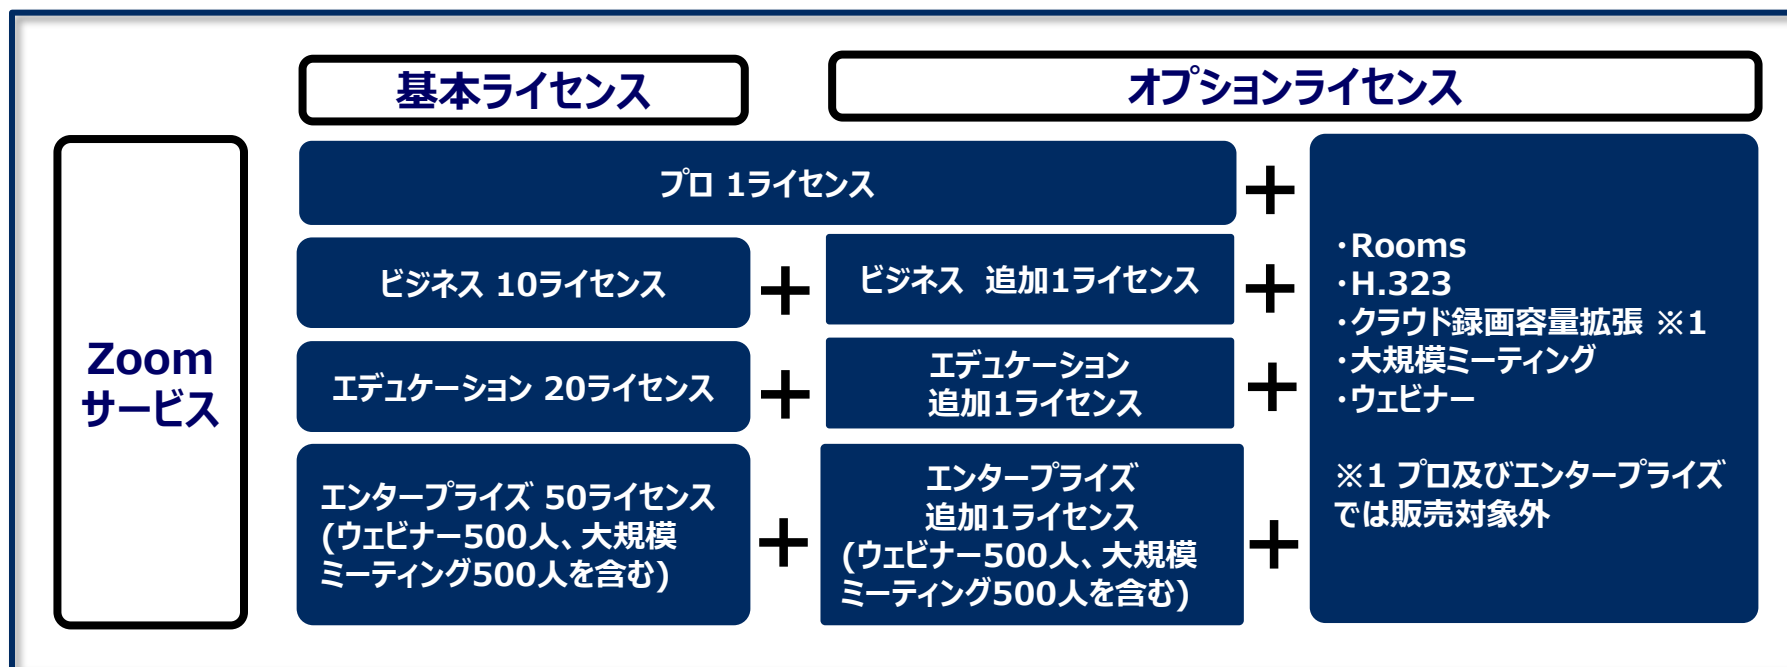 基本ライセンス
オプションライセンス
Zoom
サービス
プロ 1ライセンス
+
ビジネス 10ライセンス
+
ビジネス 追加1ライセンス
+
エデュケーション 20ライセンス
+
エデュケーション
追加1ライセンス
+
エンタープライズ 50ライセンス
(ウェビナー500人、大規模
ミーティング500人を含む)
+
エンタープライズ
追加1ライセンス
(ウェビナー500人、大規模
ミーティング500人を含む)
+
・Rooms
・H.323
・クラウド録画容量拡張 ※1
・大規模ミーティング
・ウェビナー
※1 プロ及びエンタープライズ
では販売対象外